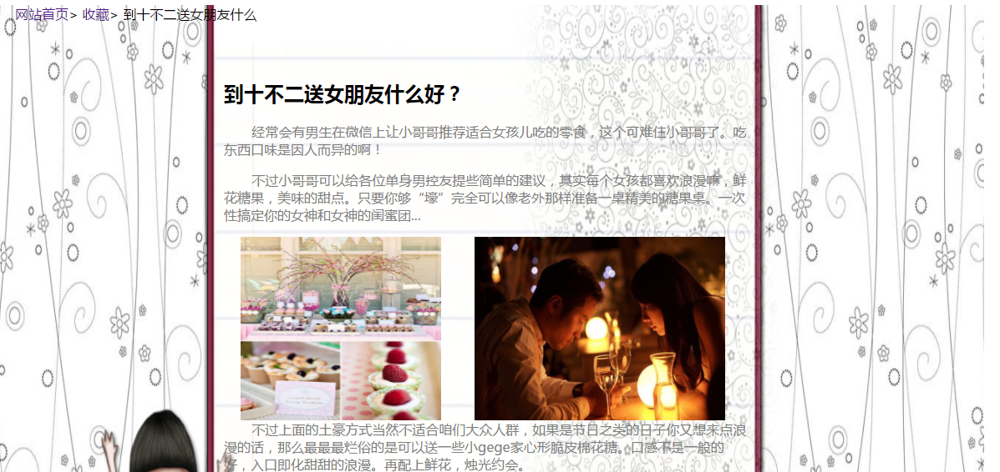 网站首页> 收藏> 到十不二送女朋友什么
到十不二送女朋友什么好？
经常会有男生在微信上让小哥哥推荐适合女孩儿吃的零食，这个可难住小哥哥了。吃
东西口味是因人而异的啊！
不过小哥哥可以给各位单身男控友提些简单的建议，其实每个女孩都喜欢浪漫嘛，鲜
花糖果，美味的甜点。只要你够“壕”完全可以像老外那样准备一桌精美的糖果桌。一次
性搞定你的女神和女神的闺蜜团...
不过上面的土豪方式当然不适合咱们大众人群，如果是节日之类的日子你又想来点浪
漫的话，那么最最最烂俗的是可以送一些小gege家心形脆皮棉花糖。口感不是一般的
好，入口即化甜甜的浪漫。再配上鲜花，烛光约会。